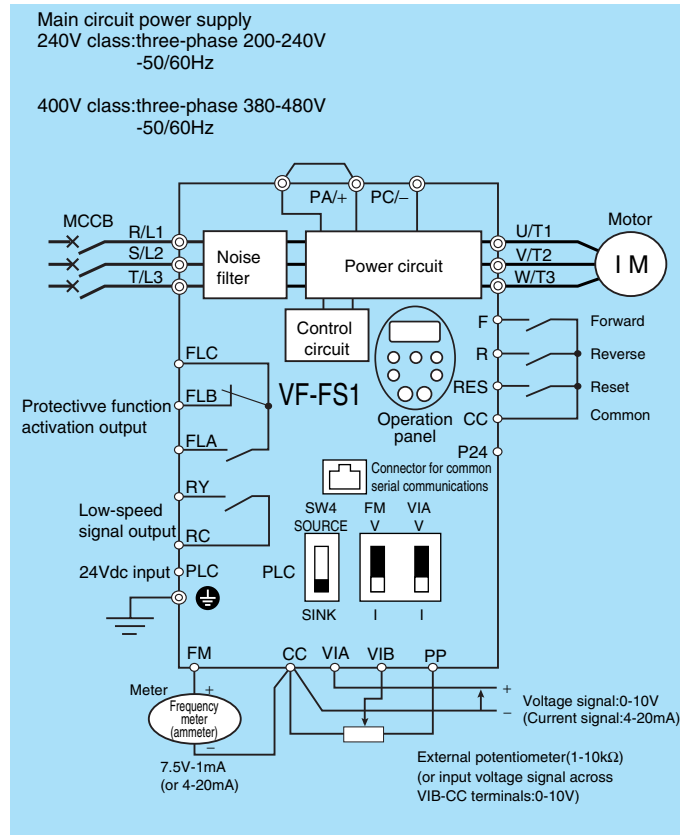 Main circuit power supply
240V class:three-phase 200-240V
-50/60Hz
400V class:three-phase 380-480V
-50/60Hz
PA/+ PC/−
MCCB
R/L1
S/L2
T/L3
Noise
filter
Power circuit
U/T1
V/T2
W/T3
Motor
I M
Control
circuit
F Forward
R Reverse
RES Reset
CC Common
P24
Operation
panel
VF-FS1
FLC
FLB
FLA
Protectivve function
activation output
Connector for common
serial communications
RY
RC
Low-speed
signal output
SW4 FM VIA
SOURCE V V
24Vdc input PLC
PLC
SINK I I
FM CC VIA VIB PP
Meter +
Frequency
meter
(ammeter)
−
7.5V-1mA
(or 4-20mA)
+
−
Voltage signal:0-10V
(Current signal:4-20mA)
External potentiometer(1-10kΩ)
(or input voltage signal across
VIB-CC terminals:0-10V)